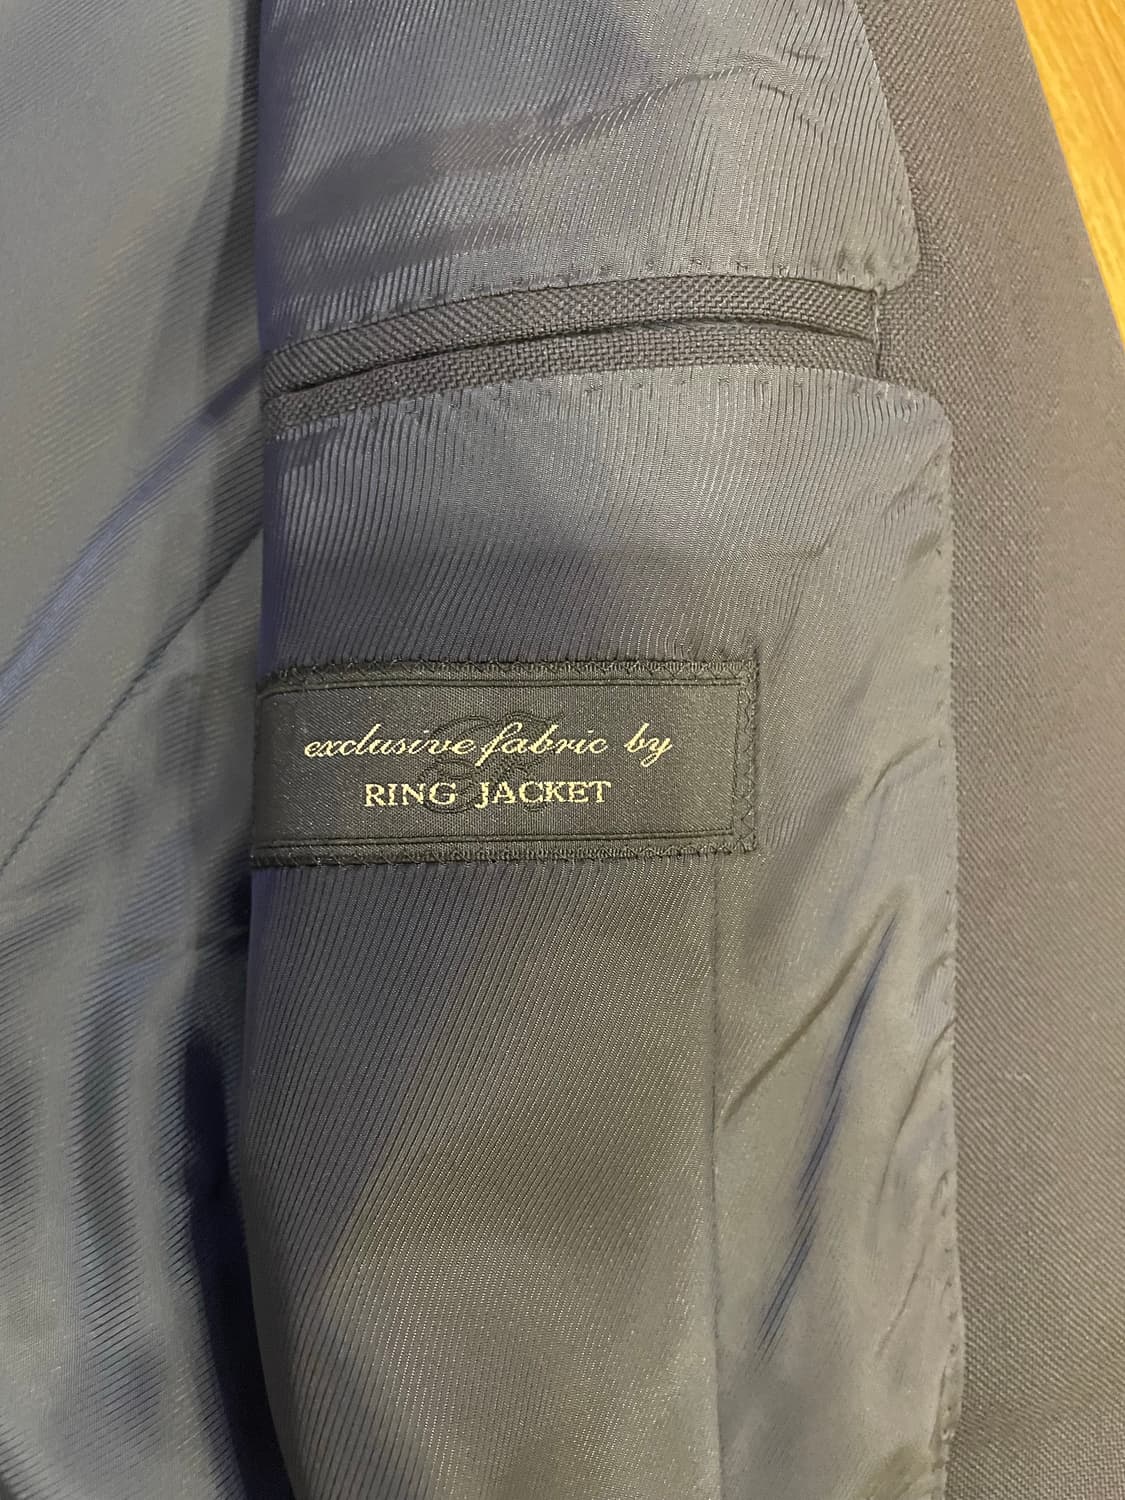 exclusive fabric by
RING JACKET